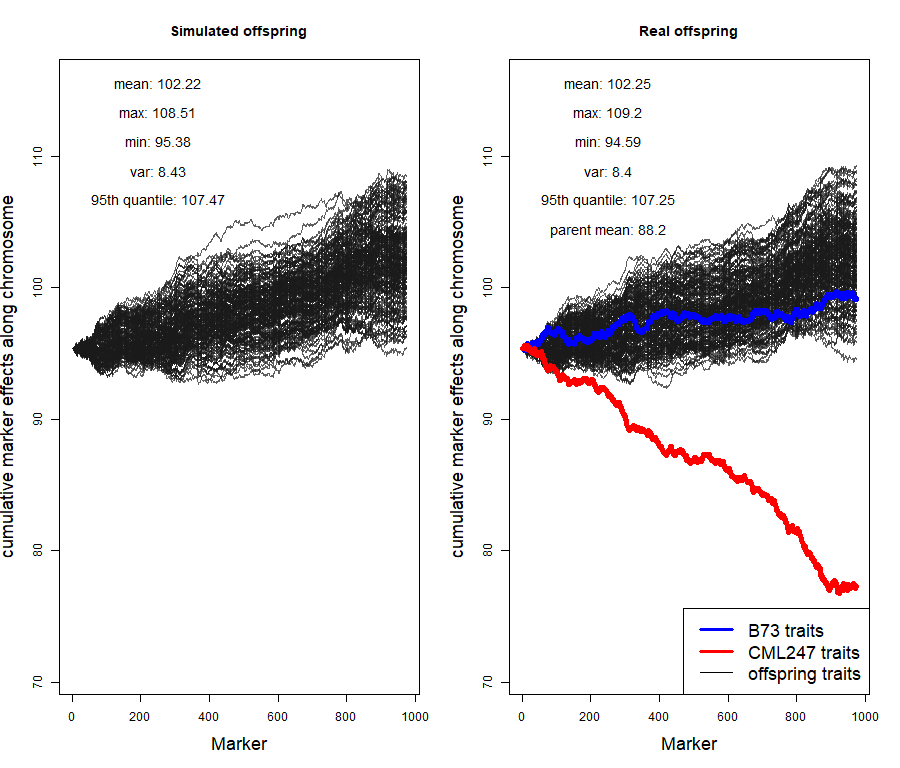 Simulated offspring
mean: 102.22
max: 108.51
min: 95.38
var: 8.43
95th quantile: 107.47
cumulative marker effects along chromosome
70
80
90
100
110
0
200
400
600
800
1000
Marker
Real offspring
mean: 102.25
max: 109.2
min: 94.59
var: 8.4
95th quantile: 107.25
parent mean: 88.2
cumulative marker effects along chromosome
70
80
90
100
110
B73 traits
CML247 traits
offspring traits
0
200
400
600
800
1000
Marker